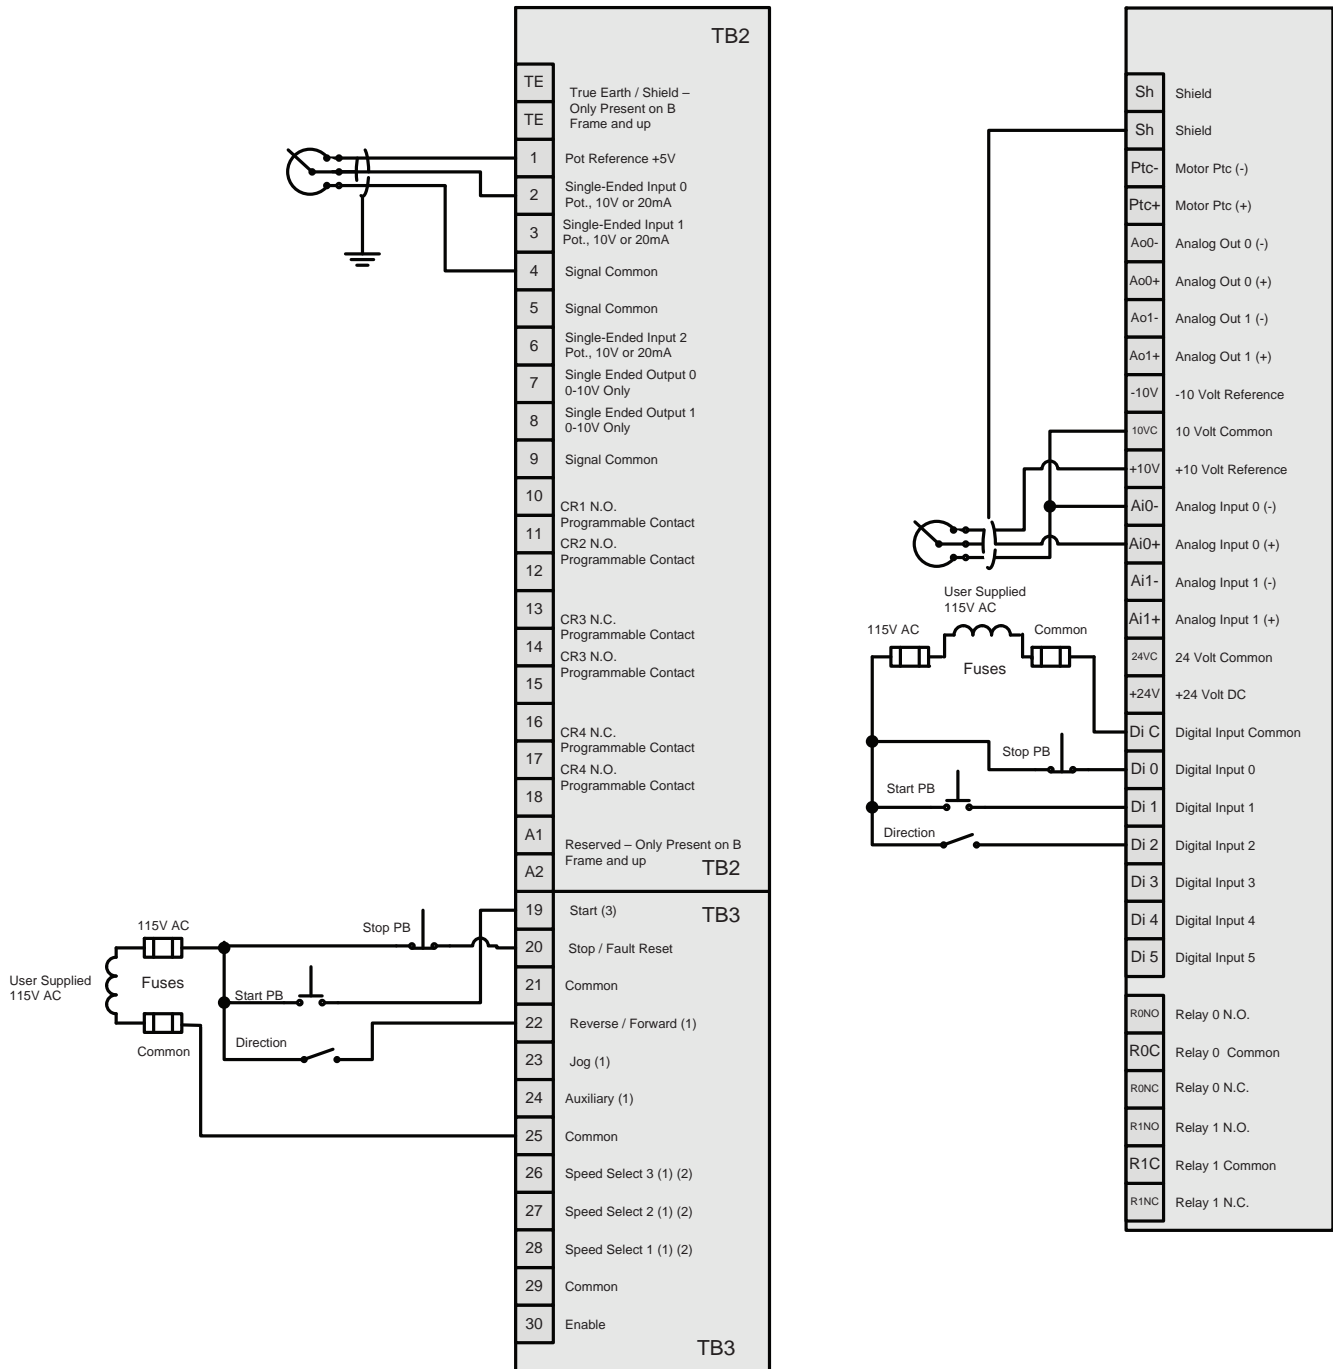 TB2
TE
TE
True Earth / Shield –
Only Present on B
Frame and up
1
Pot Reference +5V
2
Single-Ended Input 0
Pot., 10V or 20mA
3
Single-Ended Input 1
Pot., 10V or 20mA
4
Signal Common
5
Signal Common
6
Single-Ended Input 2
Pot., 10V or 20mA
7
Single Ended Output 0
0-10V Only
8
Single Ended Output 1
0-10V Only
9
Signal Common
10
CR1 N.O.
Programmable Contact
11
CR2 N.O.
Programmable Contact
12
13
CR3 N.C.
Programmable Contact
14
CR3 N.O.
Programmable Contact
15
16
CR4 N.C.
Programmable Contact
17
CR4 N.O.
Programmable Contact
18
A1
Reserved – Only Present on B
Frame and up
A2
TB2
TB3
19
Start (3)
20
Stop / Fault Reset
21
Common
22
Reverse / Forward (1)
23
Jog (1)
24
Auxiliary (1)
25
Common
26
Speed Select 3 (1) (2)
27
Speed Select 2 (1) (2)
28
Speed Select 1 (1) (2)
29
Common
30
Enable
TB3
115V AC
Stop PB
User Supplied
115V AC
Fuses
Start PB
Common
Direction
Sh
Shield
Sh
Shield
Ptc-
Motor Ptc (-)
Ptc+
Motor Ptc (+)
Ao0-
Analog Out 0 (-)
Ao0+
Analog Out 0 (+)
Ao1-
Analog Out 1 (-)
Ao1+
Analog Out 1 (+)
-10V
-10 Volt Reference
10VC
10 Volt Common
+10V
+10 Volt Reference
Ai0-
Analog Input 0 (-)
Ai0+
Analog Input 0 (+)
Ai1-
Analog Input 1 (-)
Ai1+
Analog Input 1 (+)
24VC
24 Volt Common
+24V
+24 Volt DC
Di C
Digital Input Common
Di 0
Digital Input 0
Di 1
Digital Input 1
Di 2
Digital Input 2
Di 3
Digital Input 3
Di 4
Digital Input 4
Di 5
Digital Input 5
R0NO
Relay 0 N.O.
R0C
Relay 0 Common
R0NC
Relay 0 N.C.
R1NO
Relay 1 N.O.
R1C
Relay 1 Common
R1NC
Relay 1 N.C.
User Supplied
115V AC
115V AC
Common
Fuses
Stop PB
Start PB
Direction